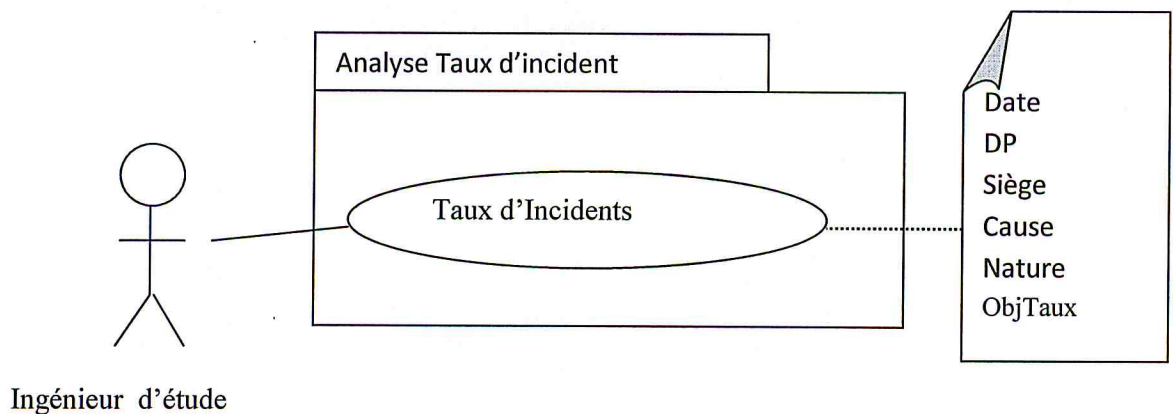 Analyse Taux d'incident
Taux d'Incidents
Date
DP
Siège
Cause
Nature
ObjTaux
Ingénieur d'étude